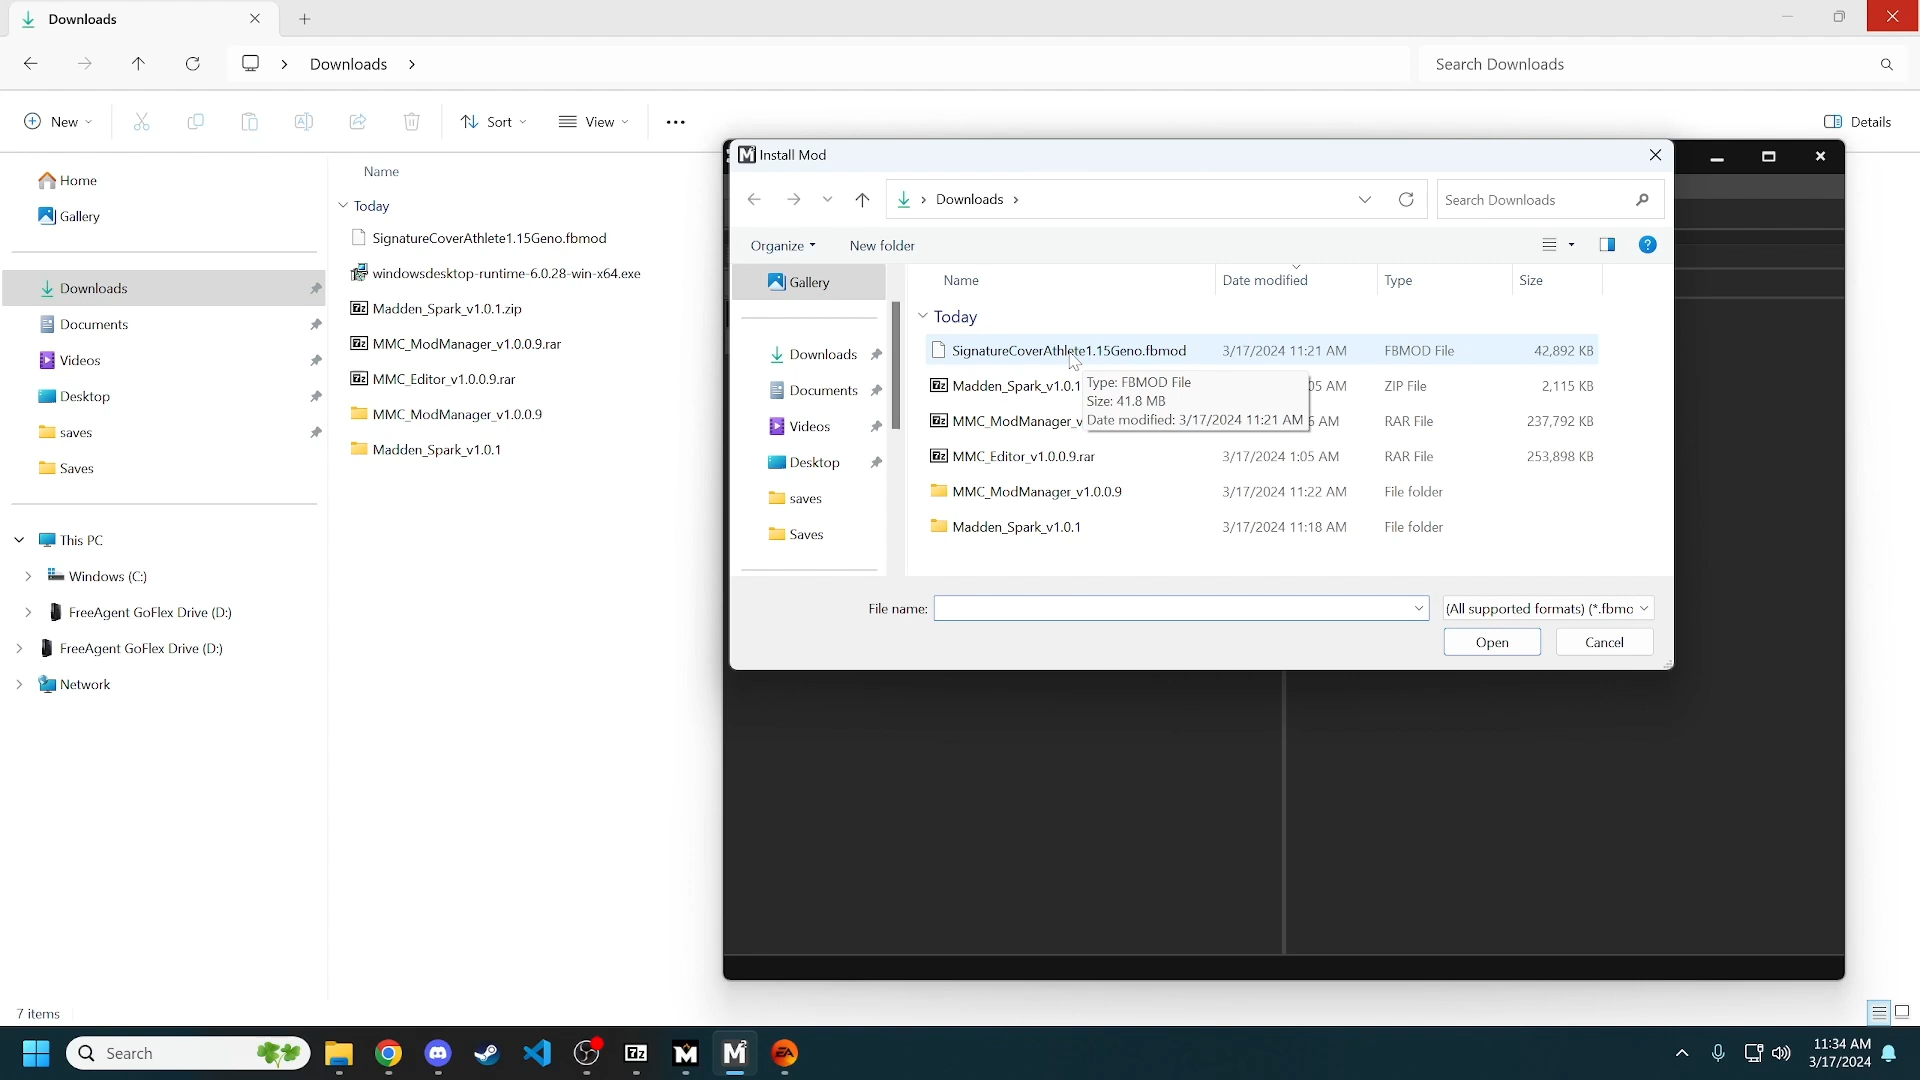 Downloads
Downloads
Search Downloads
New
Sort
View
Details
Home
Gallery
Downloads
Documents
Videos
Desktop
saves
Saves
This PC
Windows (C:)
FreeAgent GoFlex Drive (D:)
FreeAgent GoFlex Drive (D:)
Network
Name
Today
SignatureCoverAthlete1.15Geno.fbmod
windowsdesktop-runtime-6.0.28-win-x64.exe
Madden_Spark_v1.0.1.zip
MMC_ModManager_v1.0.0.9.rar
MMC_Editor_v1.0.0.9.rar
MMC_ModManager_v1.0.0.9
Madden_Spark_v1.0.1
Install Mod
Downloads
Search Downloads
Organize
New folder
Gallery
Downloads
Documents
Videos
Desktop
saves
Saves
Name Date modified Type Size
Today
SignatureCoverAthlete1.15Geno.fbmod 3/17/2024 11:21 AM FBMOD File 42,892 KB
Madden_Spark_v1.0.1 05 AM ZIP File 2,115 KB
MMC_ModManager_v AM RAR File 237,792 KB
MMC_Editor_v1.0.0.9.rar 3/17/2024 1:05 AM RAR File 253,898 KB
MMC_ModManager_v1.0.0.9 3/17/2024 11:22 AM File folder
Madden_Spark_v1.0.1 3/17/2024 11:18 AM File folder
Type: FBMOD File
Size: 41.8 MB
Date modified: 3/17/2024 11:21 AM
File name:
(All supported formats) (*.fbmo
Open
Cancel
7 items
Search
7z
11:34 AM
3/17/2024